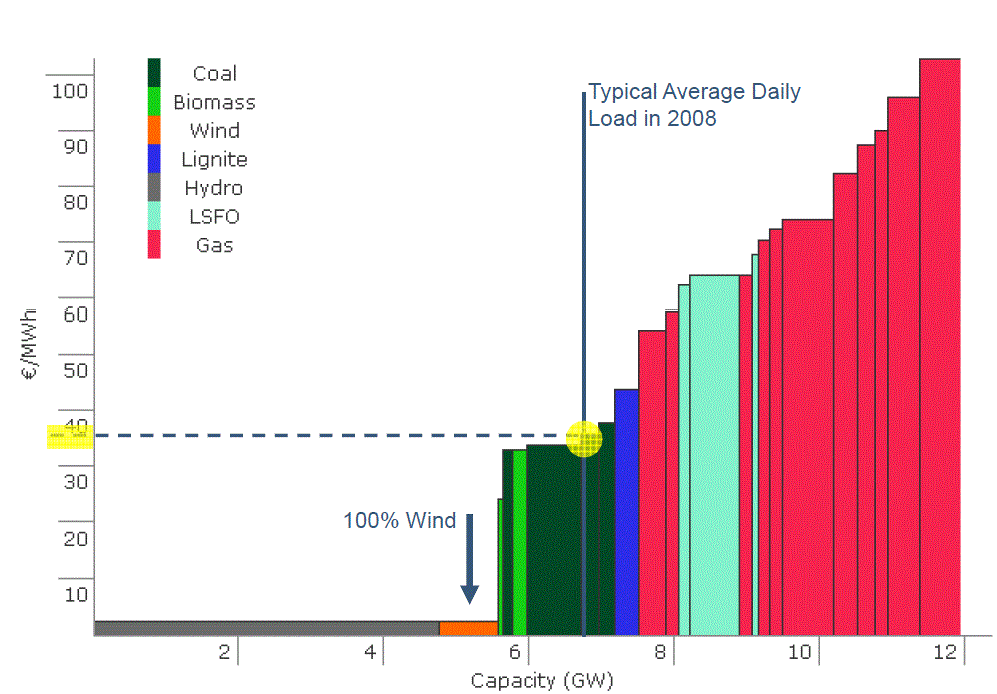 100
90
80
70
60
50
40
30
20
10
€/MWh
Coal
Biomass
Wind
Lignite
Hydro
LSFO
Gas
Typical Average Daily
Load in 2008
100% Wind
2
4
6
8
10
12
Capacity (GW)